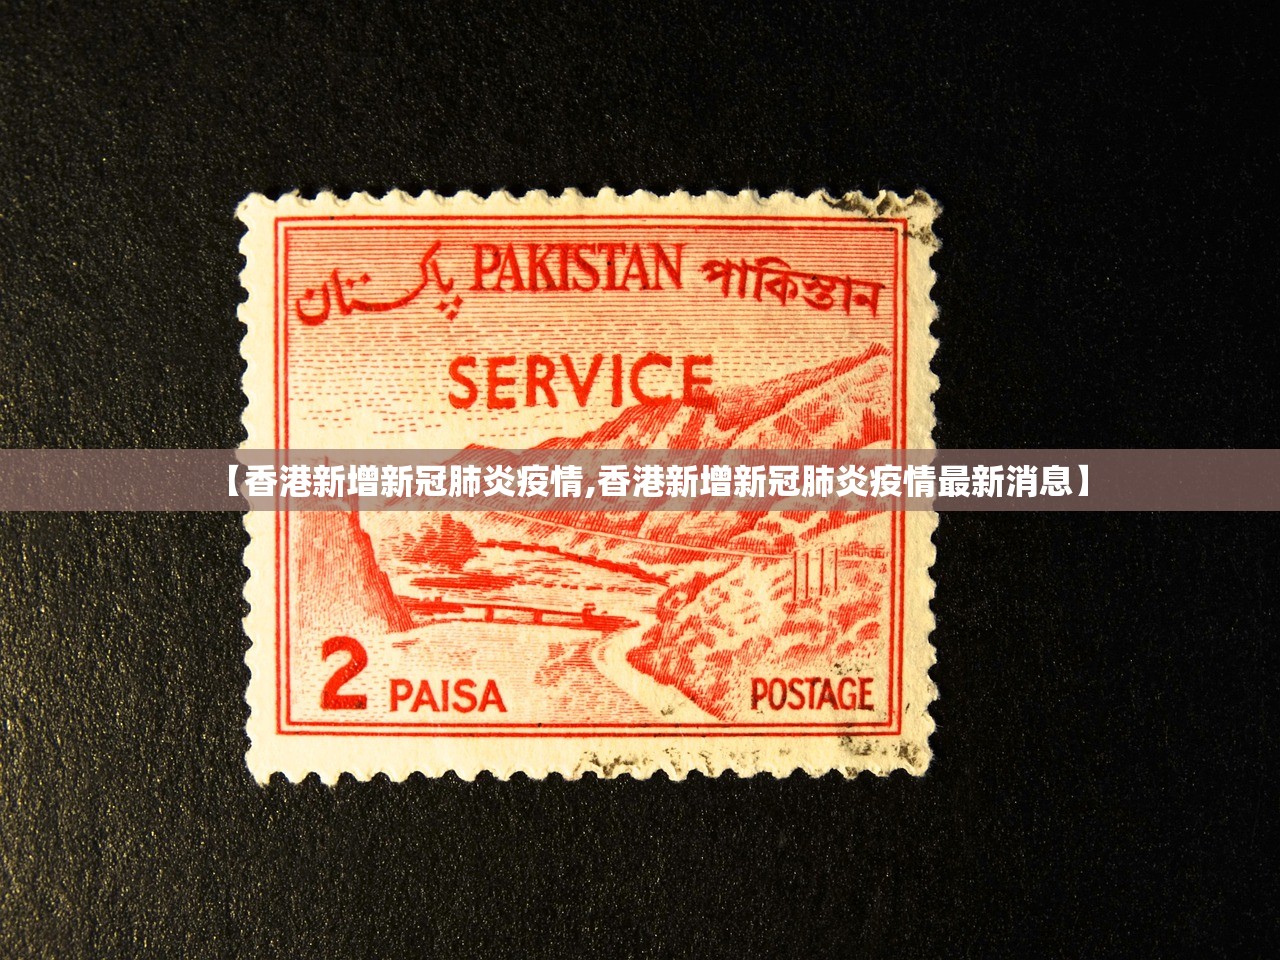 پاکستان PAKISTAN পাকিস্তান
SERVICE
【香港新增新冠肺炎疫情,香港新增新冠肺炎疫情最新消息】
2 PAISA POSTAGE